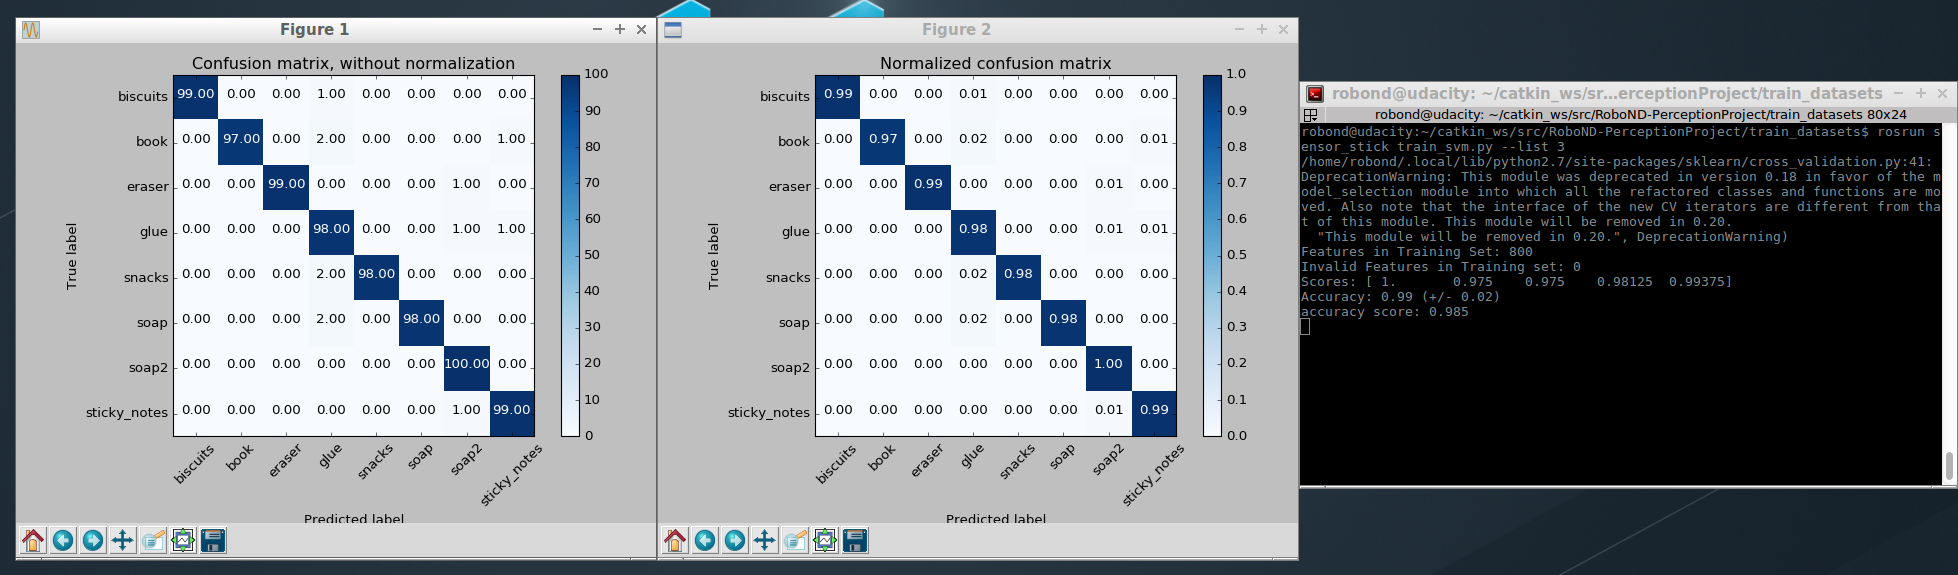 Figure 1
Confusion matrix, without normalization
100
biscuits 99.00 0.00 0.00 1.00 0.00 0.00 0.00 0.00
90
book 0.00 97.00 0.00 2.00 0.00 0.00 0.00 1.00
80
eraser 0.00 0.00 99.00 0.00 0.00 0.00 1.00 0.00
70
60
glue 0.00 0.00 0.00 98.00 0.00 0.00 1.00 1.00
50
snacks 0.00 0.00 0.00 2.00 98.00 0.00 0.00 0.00
40
soap 0.00 0.00 0.00 2.00 0.00 98.00 0.00 0.00
30
20
soap2 0.00 0.00 0.00 0.00 0.00 0.00 100.00 0.00
10
sticky_notes 0.00 0.00 0.00 0.00 0.00 0.00 1.00 99.00
0
True label
biscuits book eraser glue snacks soap soap2 sticky_notes
Predicted label
Figure 2
Normalized confusion matrix
1.0
biscuits 0.99 0.00 0.00 0.01 0.00 0.00 0.00 0.00
0.9
book 0.00 0.97 0.00 0.02 0.00 0.00 0.00 0.01
0.8
eraser 0.00 0.00 0.99 0.00 0.00 0.00 0.01 0.00
0.7
0.6
glue 0.00 0.00 0.00 0.98 0.00 0.00 0.01 0.01
0.5
snacks 0.00 0.00 0.00 0.02 0.98 0.00 0.00 0.00
0.4
soap 0.00 0.00 0.00 0.02 0.00 0.98 0.00 0.00
0.3
0.2
soap2 0.00 0.00 0.00 0.00 0.00 0.00 1.00 0.00
0.1
sticky_notes 0.00 0.00 0.00 0.00 0.00 0.00 0.01 0.99
0.0
True label
biscuits book eraser glue snacks soap soap2 sticky_notes
Predicted label
robond@udacity: ~/catkin_ws/sr...erceptionProject/train_datasets
robond@udacity: ~/catkin_ws/src/RoboND-PerceptionProject/train_datasets 80x24
robond@udacity:~/catkin_ws/src/RoboND-PerceptionProject/train_datasets$ rosrun s
ensor_stick train_svm.py --list 3
/home/robond/.local/lib/python2.7/site-packages/sklearn/cross_validation.py:41:
DeprecationWarning: This module was deprecated in version 0.18 in favor of the m
odel_selection module into which all the refactored classes and functions are mo
ved. Also note that the interface of the new CV iterators are different from tha
t of this module. This module will be removed in 0.20.
"This module will be removed in 0.20.", DeprecationWarning)
Features in Training Set: 800
Invalid Features in Training set: 0
Scores: [ 1. 0.975 0.975 0.98125 0.99375]
Accuracy: 0.99 (+/- 0.02)
accuracy score: 0.985